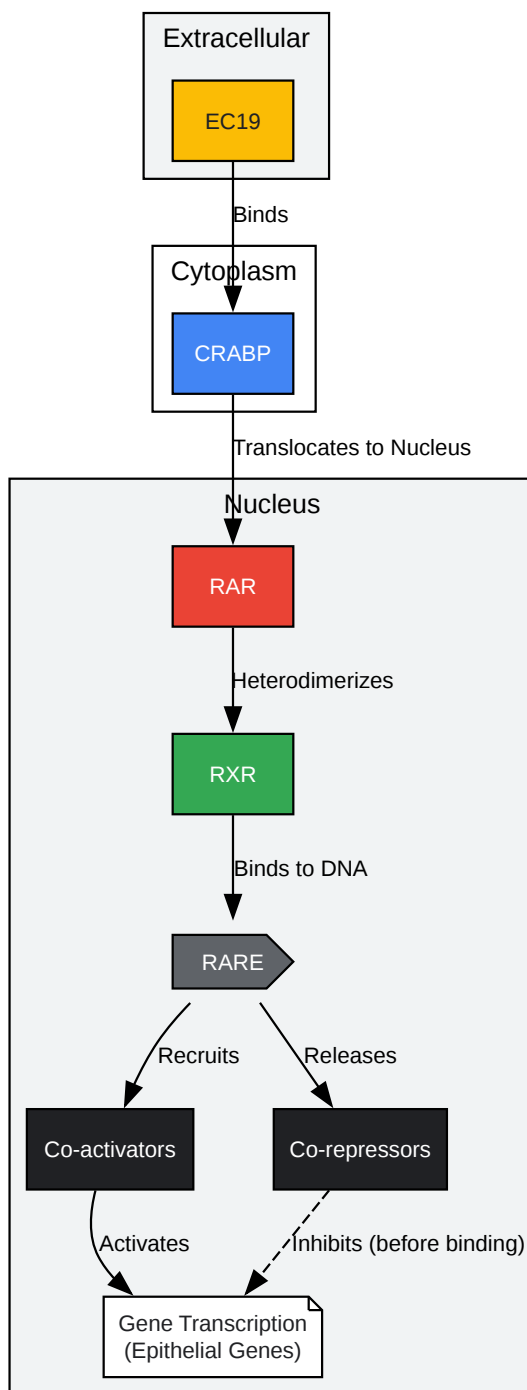 Extracellular
EC19
Binds
Cytoplasm
CRABP
Translocates to Nucleus
Nucleus
RAR
Heterodimerizes
RXR
Binds to DNA
RARE
Recruits
Releases
Co-activators
Co-repressors
Activates
Inhibits (before binding)
Gene Transcription
(Epithelial Genes)